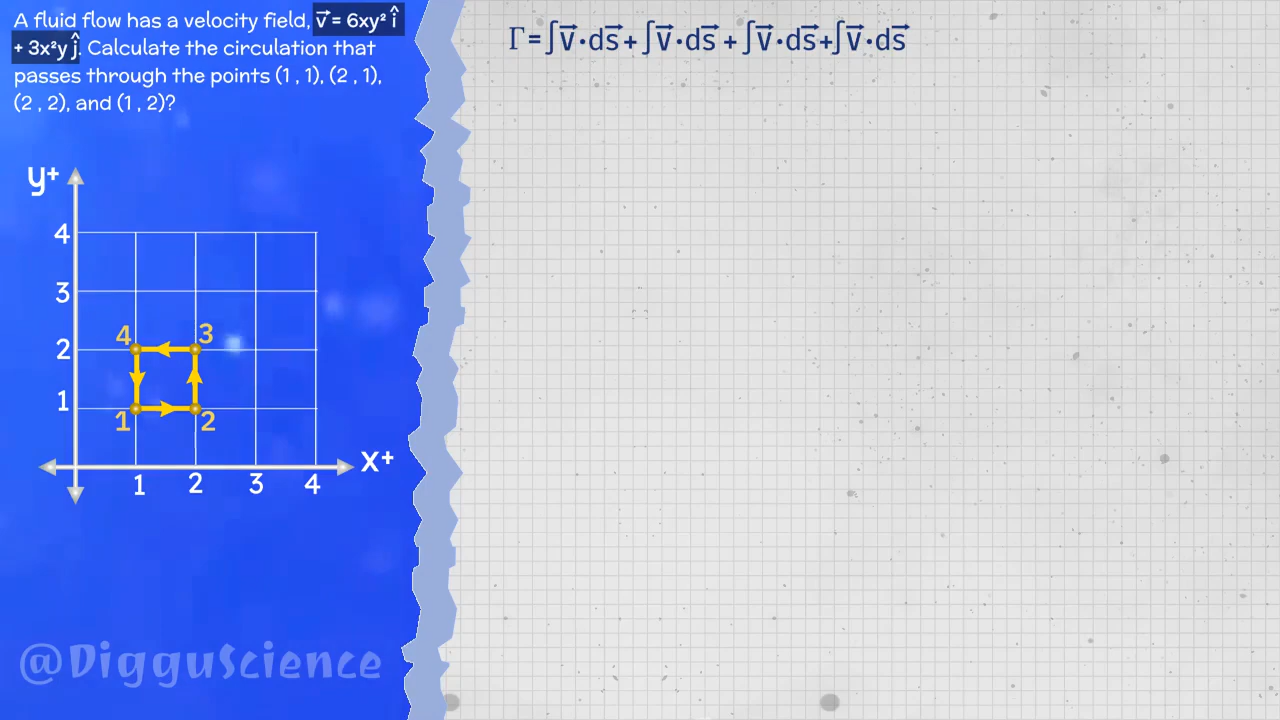 A fluid flow has a velocity field, v⃗ = 6xy² î
+ 3x²y ĵ. Calculate the circulation that
passes through the points (1 , 1), (2 , 1),
(2 , 2), and (1 , 2)?
Γ = ∫v⃗·ds⃗ + ∫v⃗·ds⃗ + ∫v⃗·ds⃗+∫v⃗·ds⃗
y+
4
3
4 3
2
1
1 2
x+
1 2 3 4
@DigguScience